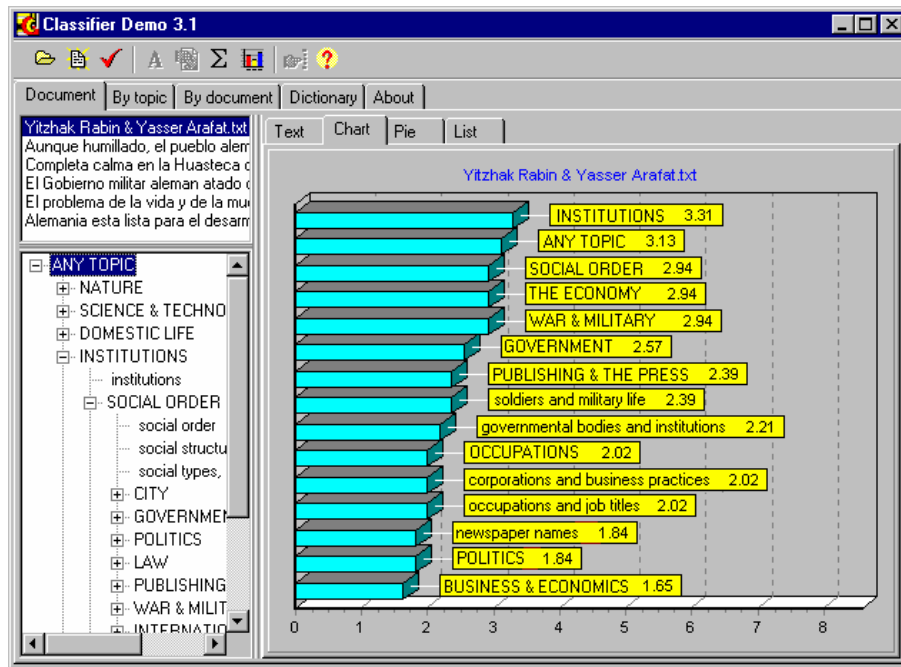 Classifier Demo 3.1
A Σ ?
Document By topic By document Dictionary About
Yitzhak Rabin & Yasser Arafat.txt
Aunque humillado, el pueblo alem
Completa calma en la Huasteca
El Gobierno militar aleman atado
El problema de la vida y de la
Alemania esta lista para el desarm
ANY TOPIC
NATURE
SCIENCE & TECHNO
DOMESTIC LIFE
INSTITUTIONS
institutions
SOCIAL ORDER
social order
social structu
social types,
CITY
GOVERNME
POLITICS
LAW
PUBLISHING
WAR & MILIT
INTERNATIO
Text Chart Pie List
Yitzhak Rabin & Yasser Arafat.txt
INSTITUTIONS 3.31
ANY TOPIC 3.13
SOCIAL ORDER 2.94
THE ECONOMY 2.94
WAR & MILITARY 2.94
GOVERNMENT 2.57
PUBLISHING & THE PRESS 2.39
soldiers and military life 2.39
governmental bodies and institutions 2.21
OCCUPATIONS 2.02
corporations and business practices 2.02
occupations and job titles 2.02
newspaper names 1.84
POLITICS 1.84
BUSINESS & ECONOMICS 1.65
0 1 2 3 4 5 6 7 8